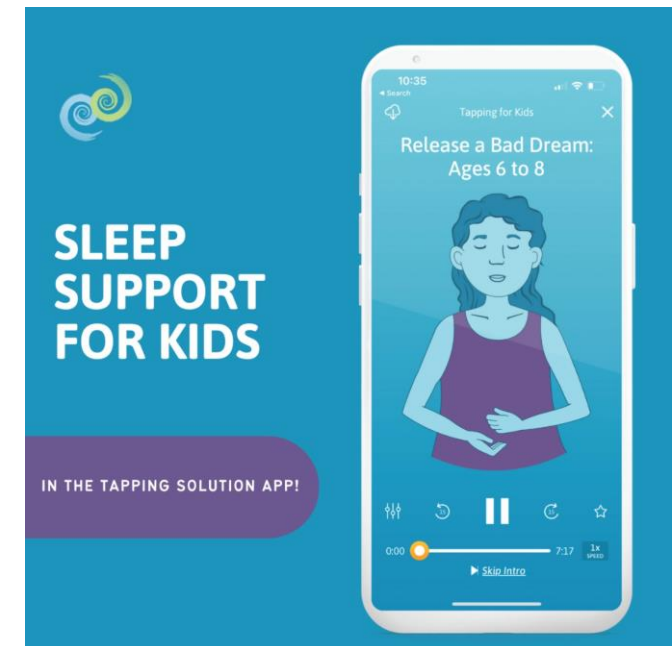 SLEEP
SUPPORT
FOR KIDS
IN THE TAPPING SOLUTION APP!
10:35
Search
Tapping for Kids
Release a Bad Dream:
Ages 6 to 8
0:00
7:17
1x
SPEED
Skip Intro